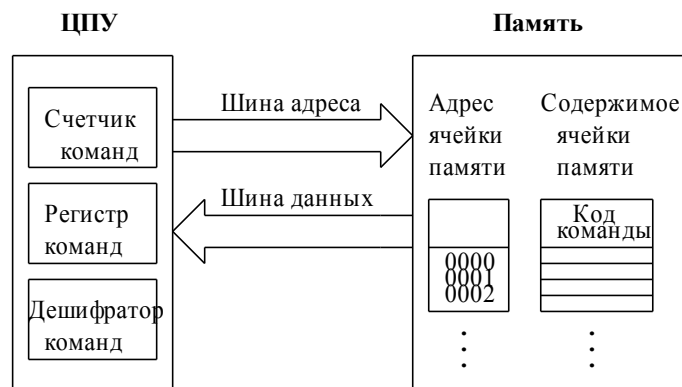 ЦПУ
Память
Счетчик
команд
Регистр
команд
Дешифратор
команд
Шина адреса
Шина данных
Адрес
ячейки
памяти
Содержимое
ячейки
памяти
Код
команды
0000
0001
0002